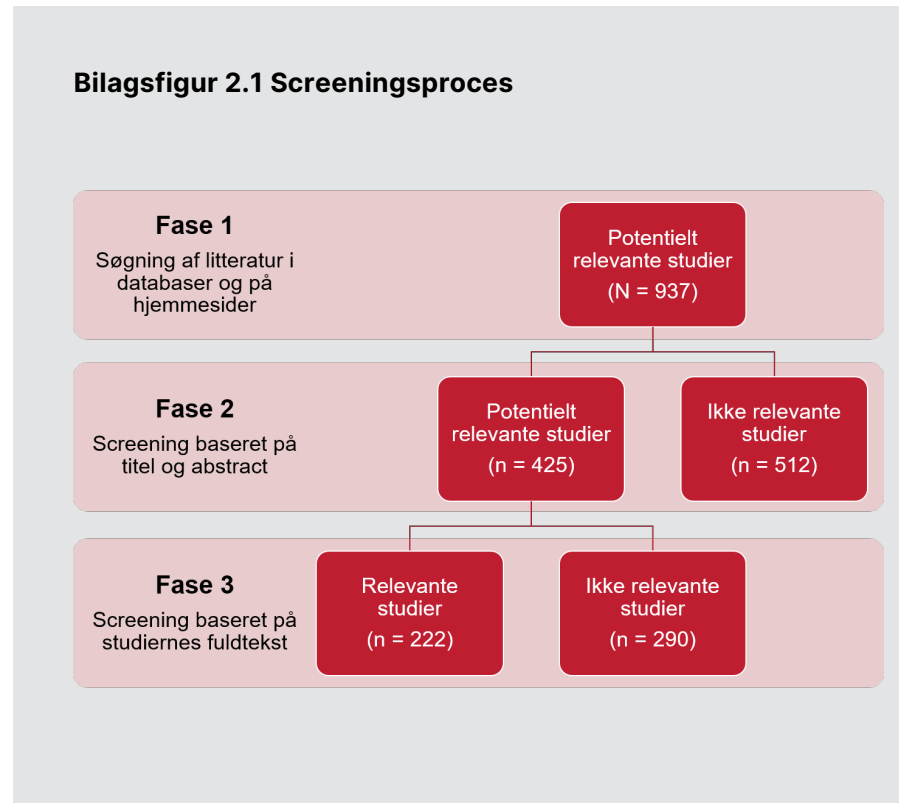 Bilagsfigur 2.1 Screeningsproces
Fase 1
Søgning af litteratur i
databaser og på
hjemmesider
Potentielt
relevante studier
(N = 937)
Fase 2
Screening baseret på
titel og abstract
Potentielt
relevante studier
(n = 425)
Ikke relevante
studier
(n = 512)
Fase 3
Screening baseret på
studiernes fuldtekst
Relevante
studier
(n = 222)
Ikke relevante
studier
(n = 290)